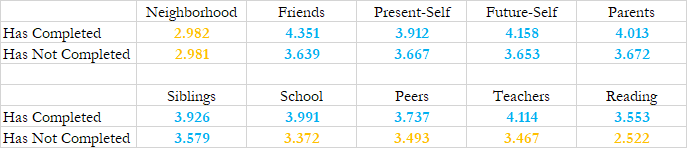 Neighborhood Friends Present-Self Future-Self Parents
Has Completed 2.982 4.351 3.912 4.158 4.013
Has Not Completed 2.981 3.639 3.667 3.653 3.672
Siblings School Peers Teachers Reading
Has Completed 3.926 3.991 3.737 4.114 3.553
Has Not Completed 3.579 3.372 3.493 3.467 2.522